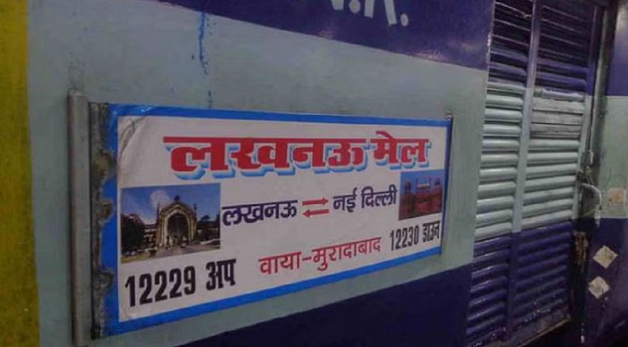 N.R.
लखनऊ मेल
लखनऊ ⇌ नई दिल्ली
12229 अप वाया-मुरादाबाद 12230 डाउन